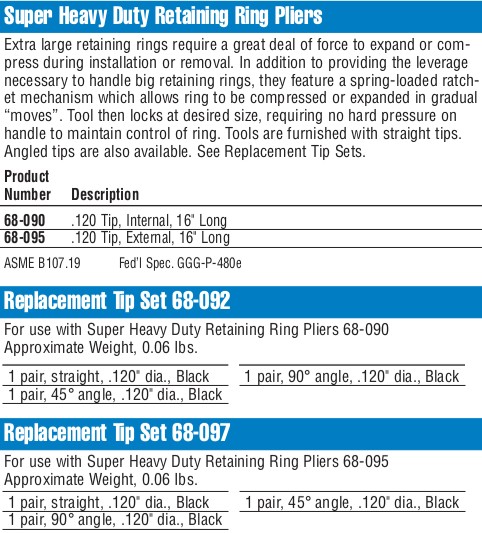 Super Heavy Duty Retaining Ring Pliers
Extra large retaining rings require a great deal of force to expand or com-
press during installation or removal. In addition to providing the leverage
necessary to handle big retaining rings, they feature a spring-loaded ratch-
et mechanism which allows ring to be compressed or expanded in gradual
“moves”. Tool then locks at desired size, requiring no hard pressure on
handle to maintain control of ring. Tools are furnished with straight tips.
Angled tips are also available. See Replacement Tip Sets.
Product
Number Description
68-090 .120 Tip, Internal, 16" Long
68-095 .120 Tip, External, 16" Long
ASME B107.19 Fed’l Spec. GGG-P-480e
Replacement Tip Set 68-092
For use with Super Heavy Duty Retaining Ring Pliers 68-090
Approximate Weight, 0.06 lbs.
1 pair, straight, .120" dia., Black 1 pair, 90° angle, .120" dia., Black
1 pair, 45° angle, .120" dia., Black
Replacement Tip Set 68-097
For use with Super Heavy Duty Retaining Ring Pliers 68-095
Approximate Weight, 0.06 lbs.
1 pair, straight, .120" dia., Black 1 pair, 45° angle, .120" dia., Black
1 pair, 90° angle, .120" dia., Black